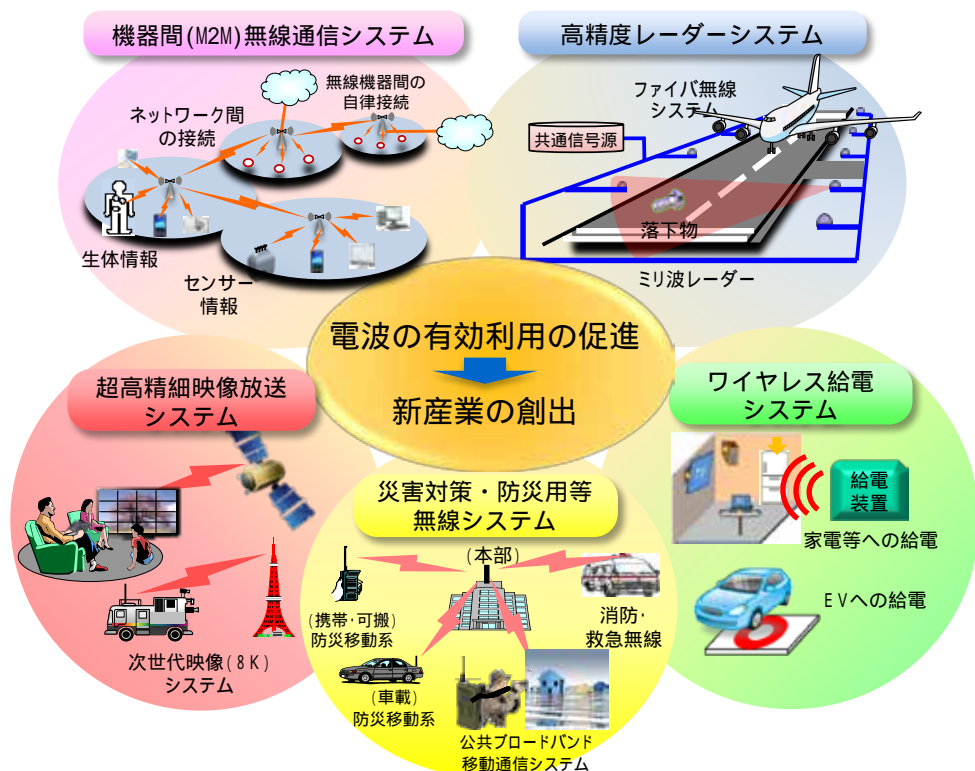 機器間(M2M)無線通信システム
ネットワーク間
の接続
無線機器間の
自律接続
生体情報
センサー
情報
高精度レーダーシステム
ファイバ無線
システム
共通信号源
落下物
ミリ波レーダー
電波の有効利用の促進
新産業の創出
超高精細映像放送
システム
次世代映像(8K)
システム
災害対策・防災用等
無線システム
(本部)
(携帯・可搬)
防災移動系
消防・
救急無線
(車載)
防災移動系
公共ブロードバンド
移動通信システム
ワイヤレス給電
システム
給電
装置
家電等への給電
EVへの給電